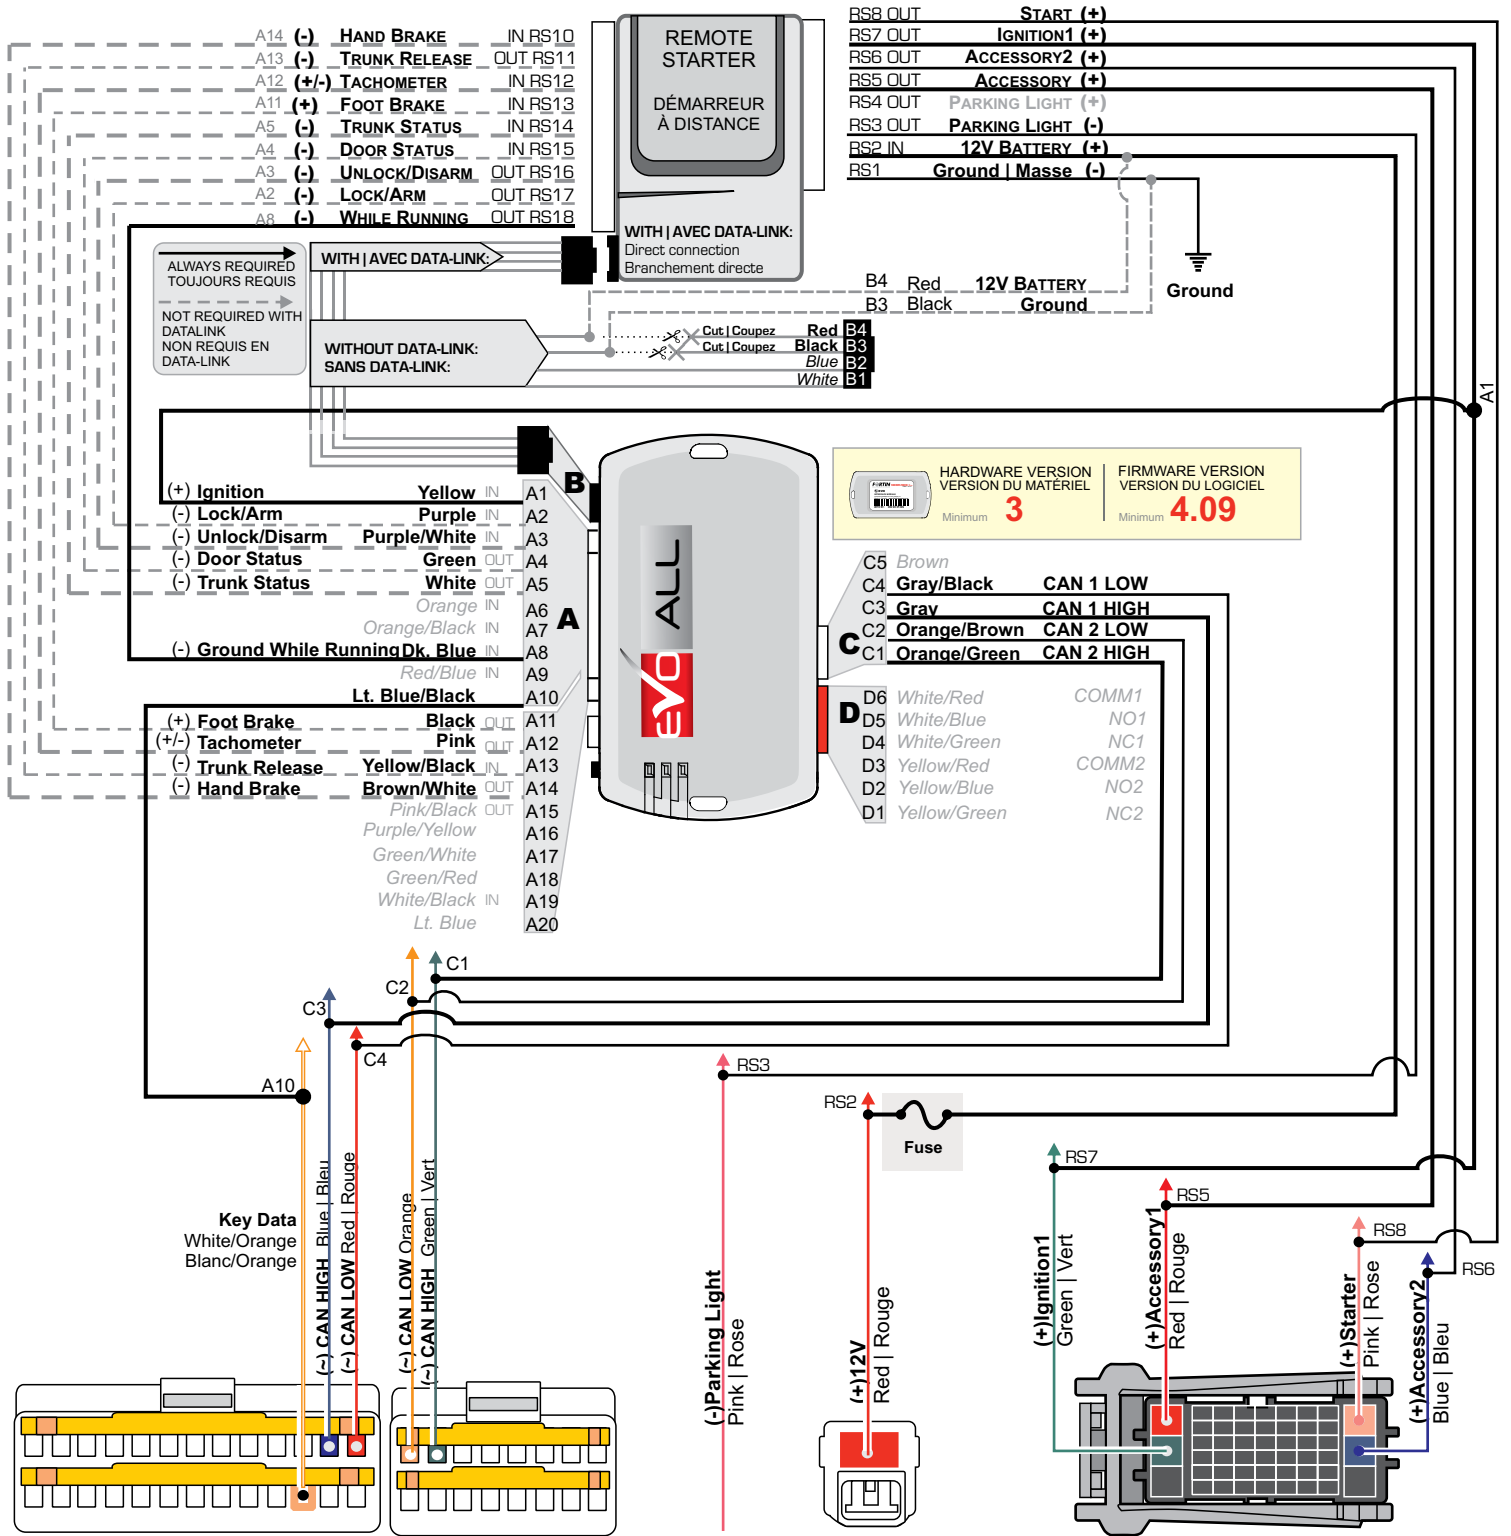 A14 (-) HAND BRAKE IN RS10
A13 (-) TRUNK RELEASE OUT RS11
A12 (+/-) TACHOMETER IN RS12
A11 (+) FOOT BRAKE IN RS13
A5 (-) TRUNK STATUS IN RS14
A4 (-) DOOR STATUS IN RS15
A3 (-) UNLOCK/DISARM OUT RS16
A2 (-) LOCK/ARM OUT RS17
A8 (-) WHILE RUNNING OUT RS18
REMOTE
STARTER
DÉMARREUR
À DISTANCE
WITH | AVEC DATA-LINK:
Direct connection
Branchement directe
RS8 OUT START (+)
RS7 OUT IGNITION1 (+)
RS6 OUT ACCESSORY2 (+)
RS5 OUT ACCESSORY (+)
RS4 OUT PARKING LIGHT (+)
RS3 OUT PARKING LIGHT (-)
RS2 IN 12V BATTERY (+)
RS1 Ground | Masse (-)
Ground
ALWAYS REQUIRED
TOUJOURS REQUIS
NOT REQUIRED WITH
DATALINK
NON REQUIS EN
DATA-LINK
WITH | AVEC DATA-LINK:
WITHOUT DATA-LINK:
SANS DATA-LINK:
B4 Red 12V BATTERY
B3 Black Ground
Cut | Coupez Red B4
Cut | Coupez Black B3
Blue B2
White B1
A1
HARDWARE VERSION
VERSION DU MATÉRIEL
Minimum 3
FIRMWARE VERSION
VERSION DU LOGICIEL
Minimum 4.09
B
A
C
D
EVO ALL
(+) Ignition Yellow IN A1
(-) Lock/Arm Purple IN A2
(-) Unlock/Disarm Purple/White IN A3
(-) Door Status Green OUT A4
(-) Trunk Status White OUT A5
Orange IN A6
Orange/Black IN A7
(-) Ground While Running Dk. Blue IN A8
Red/Blue IN A9
Lt. Blue/Black A10
(+) Foot Brake Black OUT A11
(+/-) Tachometer Pink OUT A12
(-) Trunk Release Yellow/Black IN A13
(-) Hand Brake Brown/White OUT A14
Pink/Black OUT A15
Purple/Yellow A16
Green/White A17
Green/Red A18
White/Black IN A19
Lt. Blue A20
C5 Brown
C4 Gray/Black CAN 1 LOW
C3 Gray CAN 1 HIGH
C2 Orange/Brown CAN 2 LOW
C1 Orange/Green CAN 2 HIGH
D6 White/Red COMM1
D5 White/Blue NO1
D4 White/Green NC1
D3 Yellow/Red COMM2
D2 Yellow/Blue NO2
D1 Yellow/Green NC2
C1
C2
C3
C4
A10
RS3
RS2
Fuse
RS7
RS5
RS8
RS6
Key Data
White/Orange
Blanc/Orange
(~) CAN HIGH Blue | Bleu
(~) CAN LOW Red | Rouge
(~) CAN LOW Orange
(~) CAN HIGH Green | Vert
(-)Parking Light
Pink | Rose
(+)12V
Red | Rouge
(+)Ignition1
Green | Vert
(+)Accessory1
Red | Rouge
(+)Starter
Pink | Rose
(+)Accessory2
Blue | Bleu